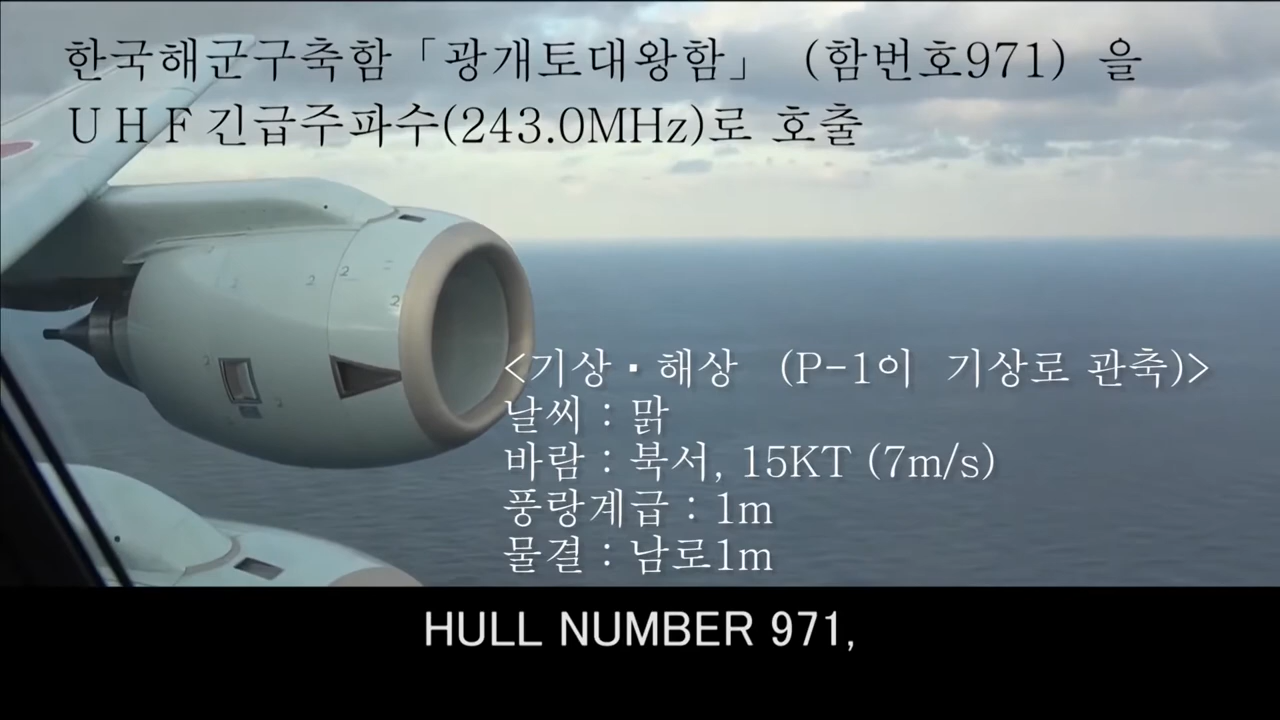 한국해군구축함「광개토대왕함」 (함번호971) 을
UHF긴급주파수(243.0MHz)로 호출
<기상・해상 (P-1이 기상로 관축)>
날씨 : 맑
바람 : 북서, 15KT (7m/s)
풍랑계급 : 1m
물결 : 남로1m
HULL NUMBER 971,